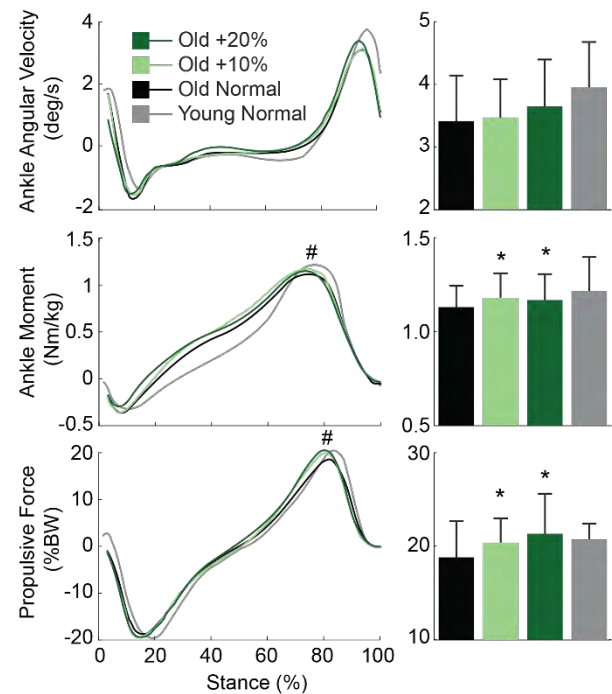 Ankle Angular Velocity
(deg/s)
4
2
0
-2
Old +20%
Old +10%
Old Normal
Young Normal
5
4
3
2
Ankle Moment
(Nm/kg)
1.5
1
0.5
0
-0.5
#
1.5
1.0
0.5
* *
Propulsive Force
(%BW)
20
10
0
-10
-20
#
30
20
10
* *
0 20 40 60 80 100
Stance (%)